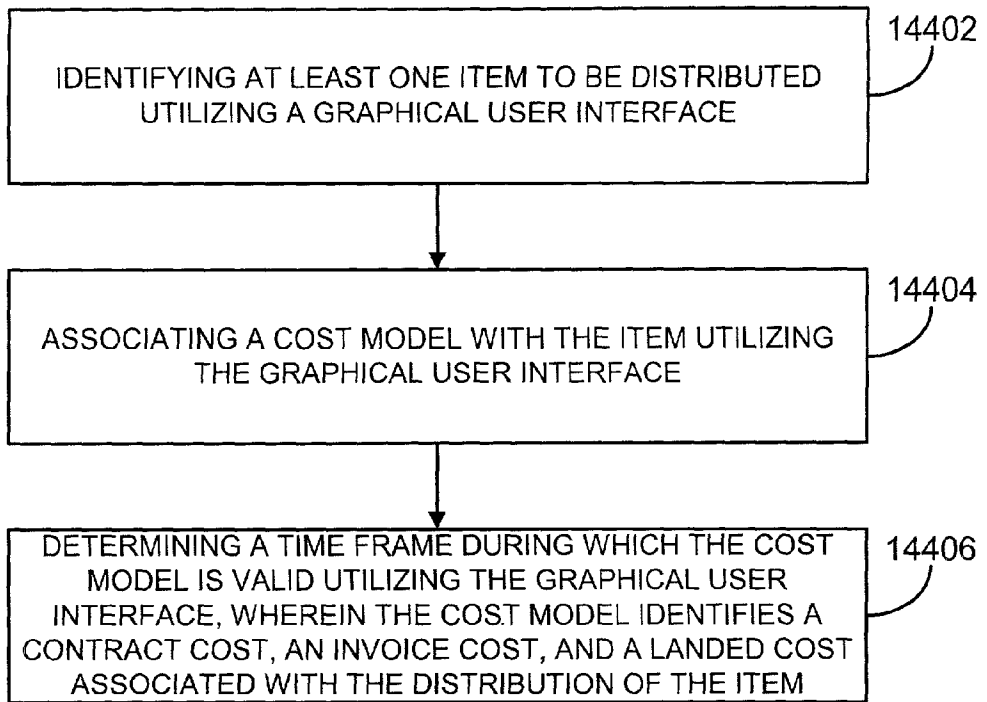 14402
IDENTIFYING AT LEAST ONE ITEM TO BE DISTRIBUTED
UTILIZING A GRAPHICAL USER INTERFACE
14404
ASSOCIATING A COST MODEL WITH THE ITEM UTILIZING
THE GRAPHICAL USER INTERFACE
14406
DETERMINING A TIME FRAME DURING WHICH THE COST
MODEL IS VALID UTILIZING THE GRAPHICAL USER
INTERFACE, WHEREIN THE COST MODEL IDENTIFIES A
CONTRACT COST, AN INVOICE COST, AND A LANDED COST
ASSOCIATED WITH THE DISTRIBUTION OF THE ITEM